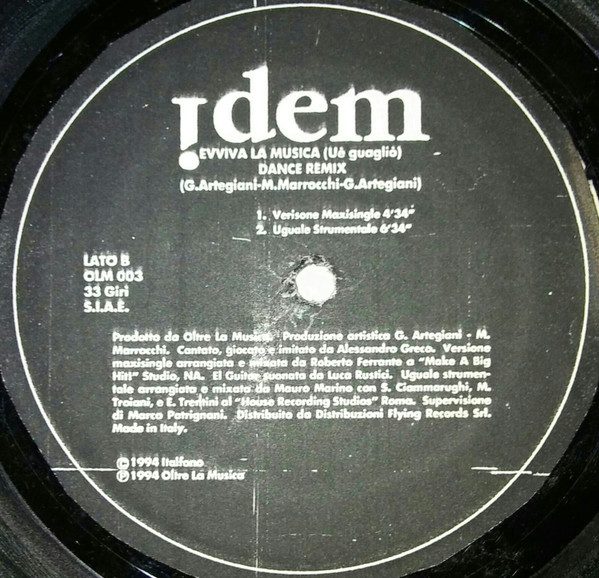 idem
EVVIVA LA MUSICA (Uè guagliò)
DANCE REMIX
(G.Artegiani-M.Marrocchi-G.Artegiani)
1. Verisone Maxisingle 4'34"
2. Uguale Strumentale 6'34"
LATO B
OLM 003
33 Giri
S.I.A.E.
Prodotto da Oltre La Musica. Produzione artistica G. Artegiani - M.
Marrocchi. Cantato, giocato e imitato da Alessandro Greco. Versione
maxisingle arrangiata e mixata da Roberto Ferrante a "Make A Big
Hit!" Studio, NA. El Guitar suonata da Luca Rustici. Uguale strumen-
tale arrangiata e mixata da Mauro Marino con S. Ciammarughi, M.
Troiani, e E. Trentini al "House Recording Studios" Roma. Supervisione
di Marco Patrignani. Distribuito da Distribuzioni Flying Records Srl.
Made in Italy.
© 1994 Italfono
℗ 1994 Oltre La Musica